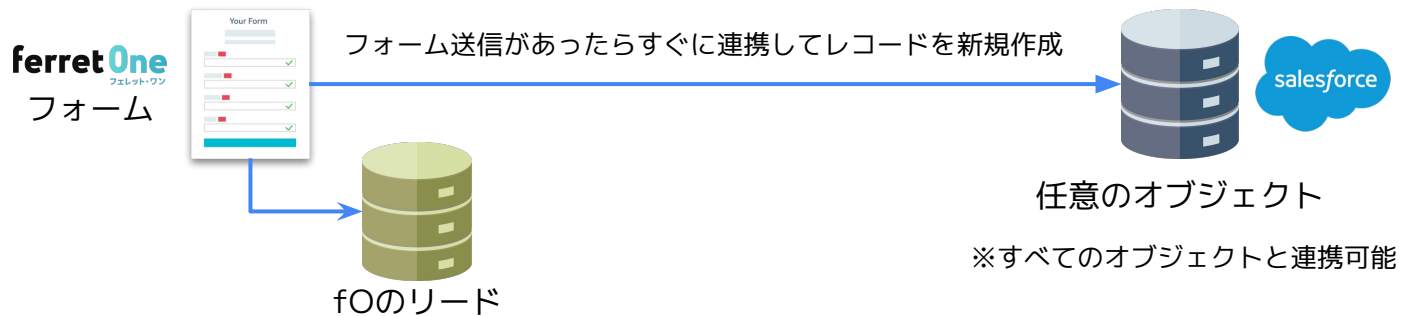 ferret One
フェレット・ワン
フォーム
Your Form
フォーム送信があったらすぐに連携してレコードを新規作成
salesforce
任意のオブジェクト
※すべてのオブジェクトと連携可能
fOのリード